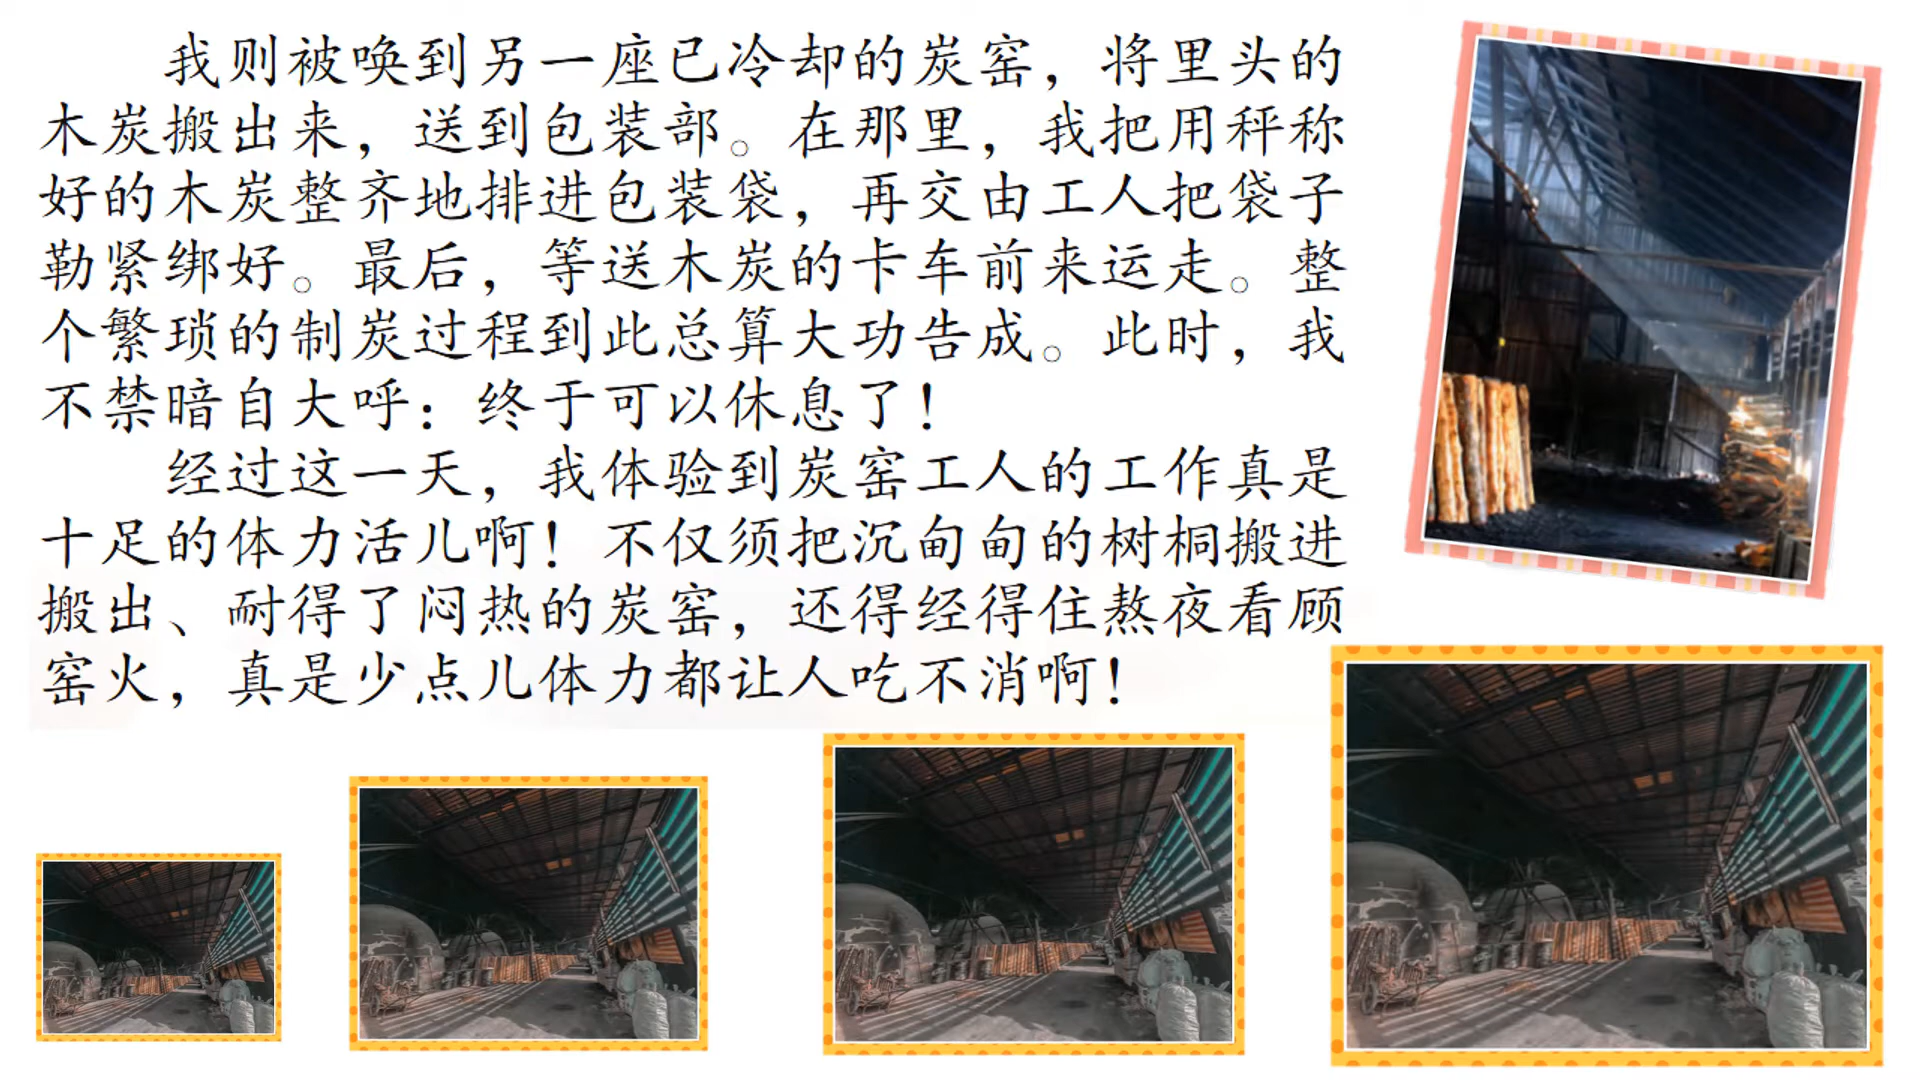 我则被唤到另一座已冷却的炭窑，将里头的
木炭搬出来，送到包装部。在那里，我把用秤称
好的木炭整齐地排进包装袋，再交由工人把袋子
勒紧绑好。最后，等送木炭的卡车前来运走。整
个繁琐的制炭过程到此总算大功告成。此时，我
不禁暗自大呼：终于可以休息了！
经过这一天，我体验到炭窑工人的工作真是
十足的体力活儿啊！不仅须把沉甸甸的树桐搬进
搬出、耐得了闷热的炭窑，还得经得住熬夜看顾
窑火，真是少点儿体力都让人吃不消啊！